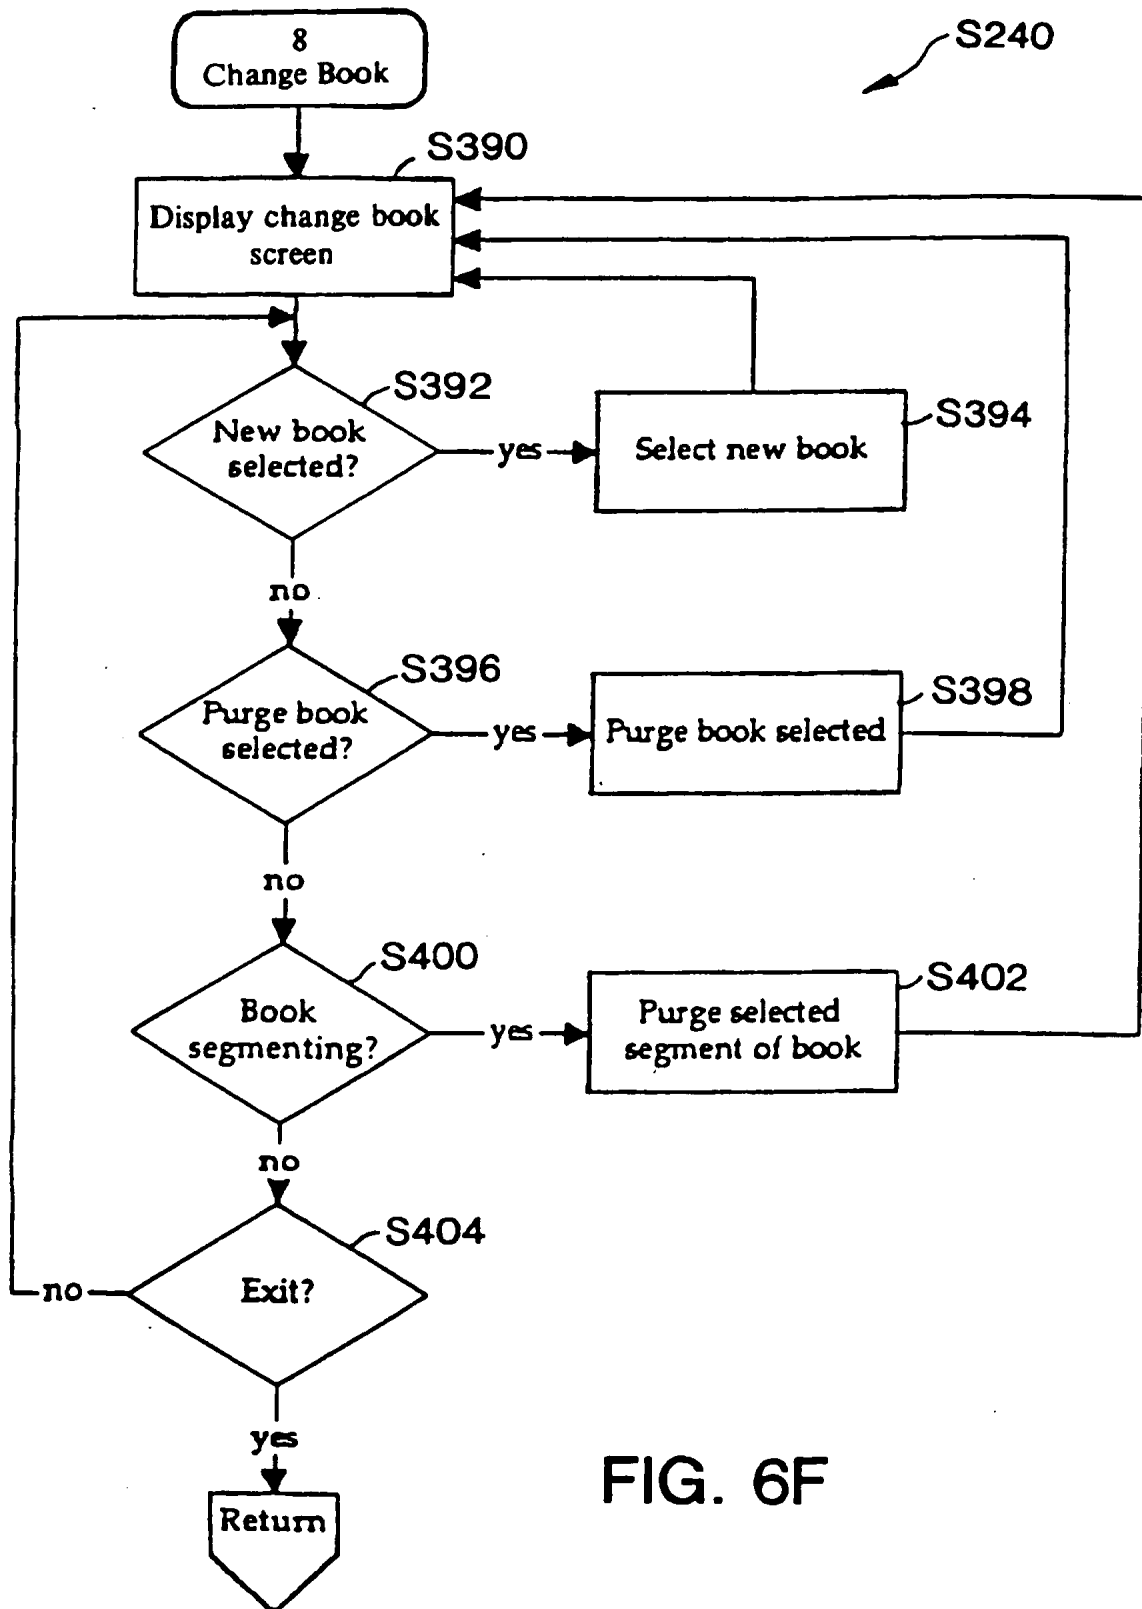 8
Change Book
S240
S390
Display change book
screen
S392
New book
selected?
yes
S394
Select new book
no
S396
Purge book
selected?
yes
S398
Purge book selected
no
S400
Book
segmenting?
yes
S402
Purge selected
segment of book
no
S404
Exit?
no
yes
Return
FIG. 6F